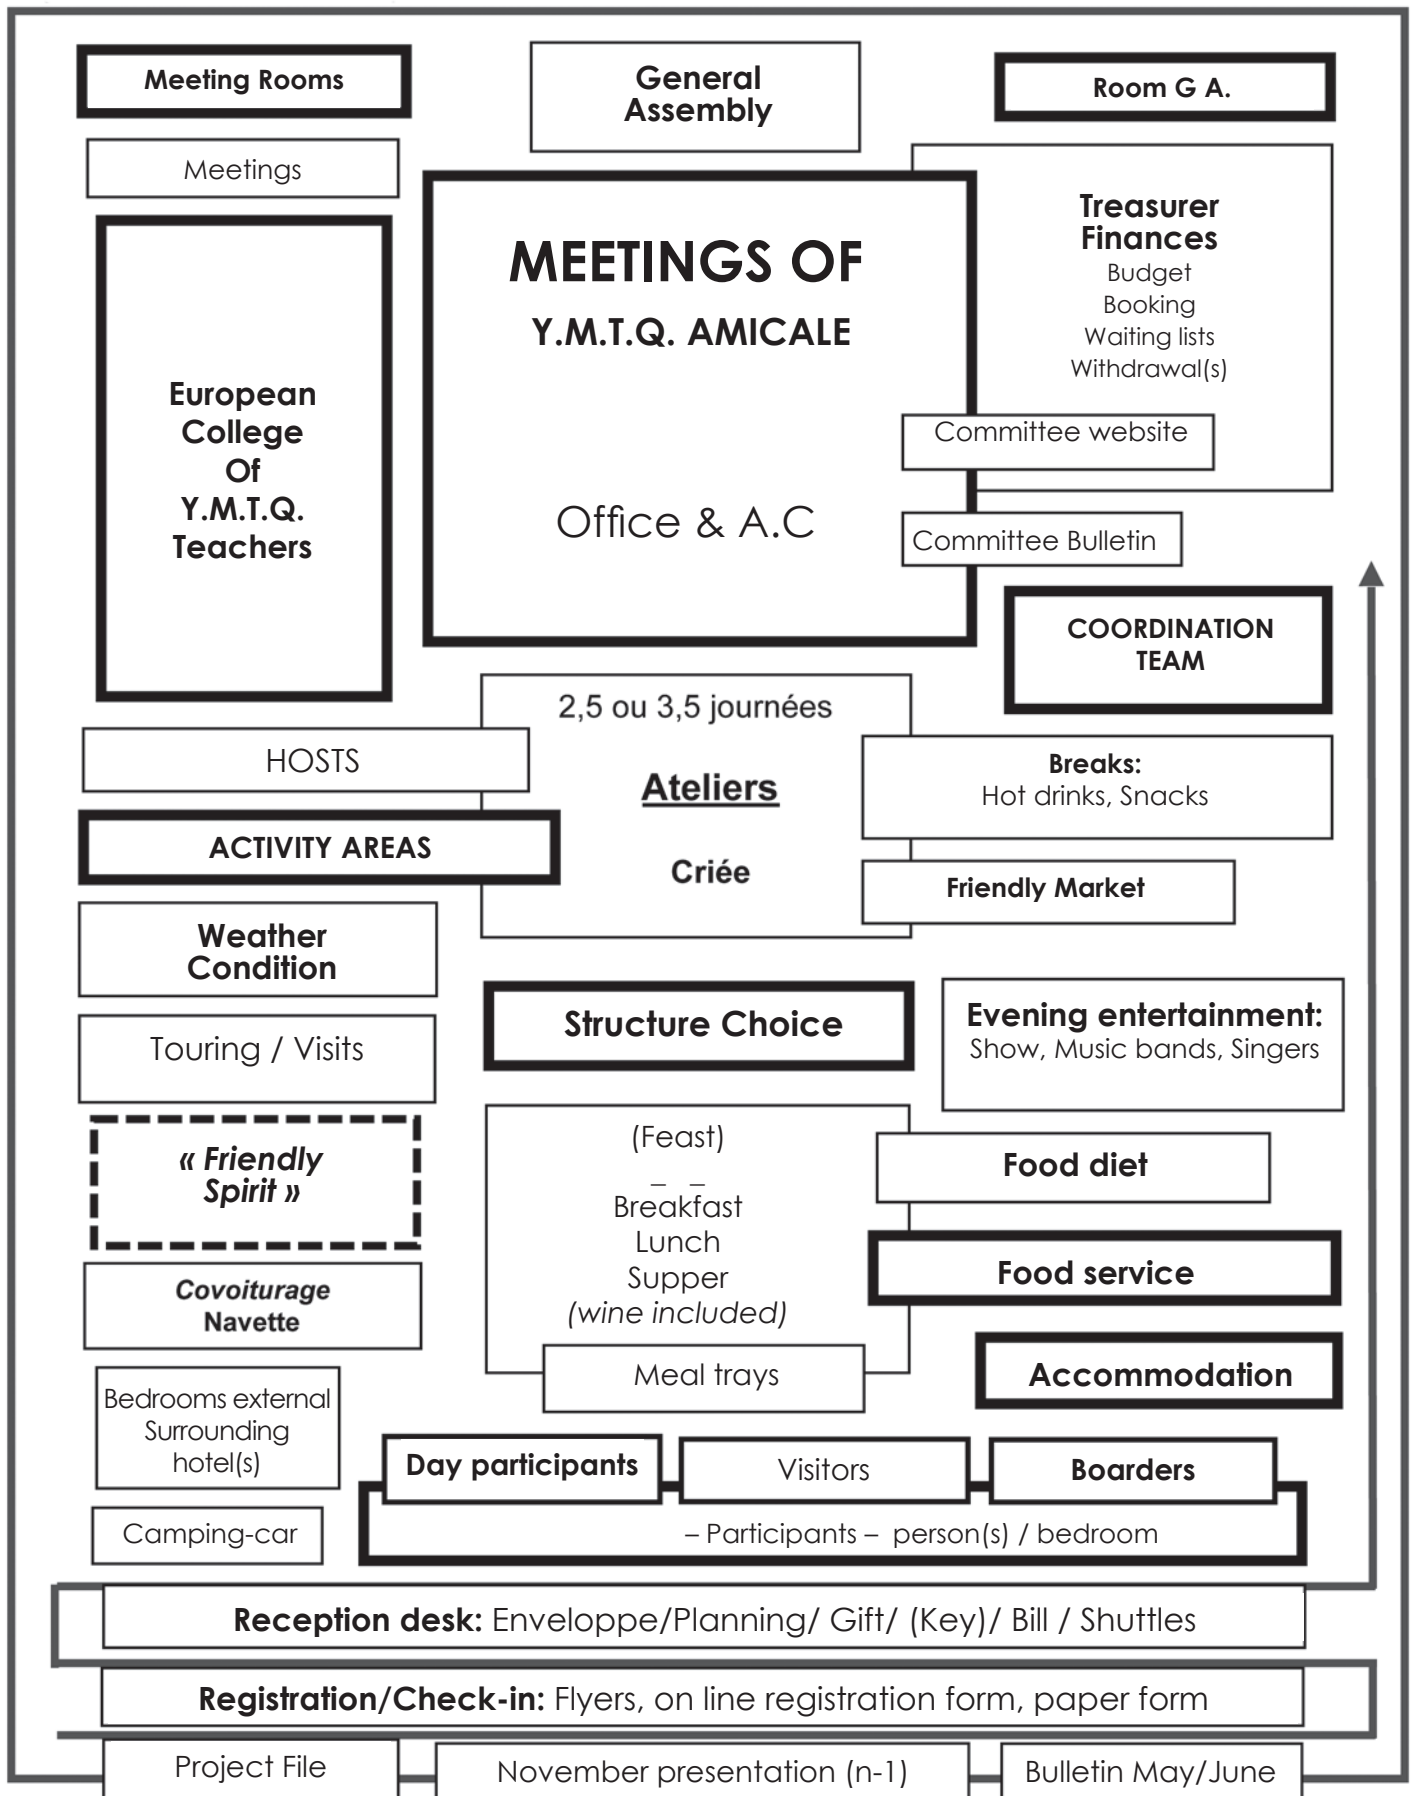 Meeting Rooms
General
Assembly
Room G A.
Meetings
MEETINGS OF
Y.M.T.Q. AMICALE
Office & A.C
Treasurer
Finances
Budget
Booking
Waiting lists
Withdrawal(s)
European
College
Of
Y.M.T.Q.
Teachers
Committee website
Committee Bulletin
COORDINATION
TEAM
2,5 ou 3,5 journées
Ateliers
Criée
HOSTS
Breaks:
Hot drinks, Snacks
ACTIVITY AREAS
Friendly Market
Weather
Condition
Structure Choice
Evening entertainment:
Show, Music bands, Singers
Touring / Visits
« Friendly
Spirit »
(Feast)
_ _
Breakfast
Lunch
Supper
(wine included)
Food diet
Food service
Covoiturage
Navette
Meal trays
Accommodation
Bedrooms external
Surrounding
hotel(s)
Day participants
Visitors
Boarders
Camping-car
– Participants – person(s) / bedroom
Reception desk: Enveloppe/Planning/ Gift/ (Key)/ Bill / Shuttles
Registration/Check-in: Flyers, on line registration form, paper form
Project File
November presentation (n-1)
Bulletin May/June